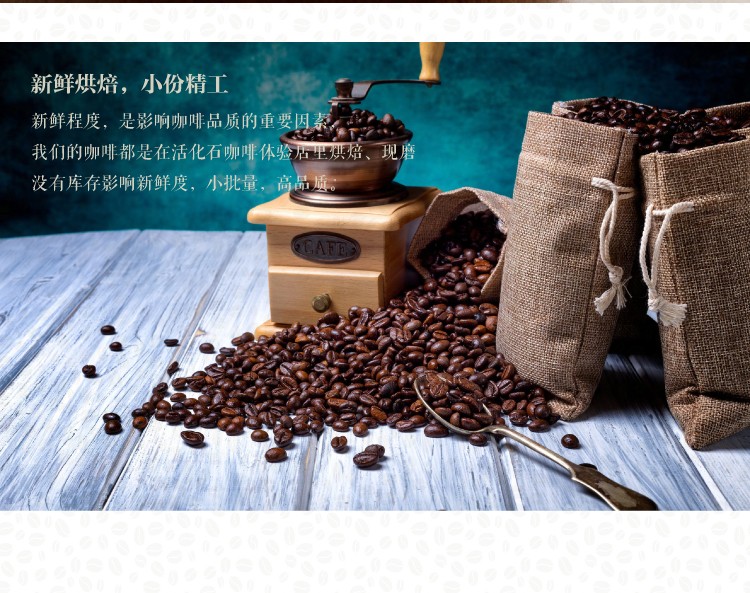 新鲜烘焙，小份精工
新鲜程度，是影响咖啡品质的重要因素
我们的咖啡都是在活化石咖啡体验店里烘焙、现磨
没有库存影响新鲜度，小批量，高品质。
CAFE